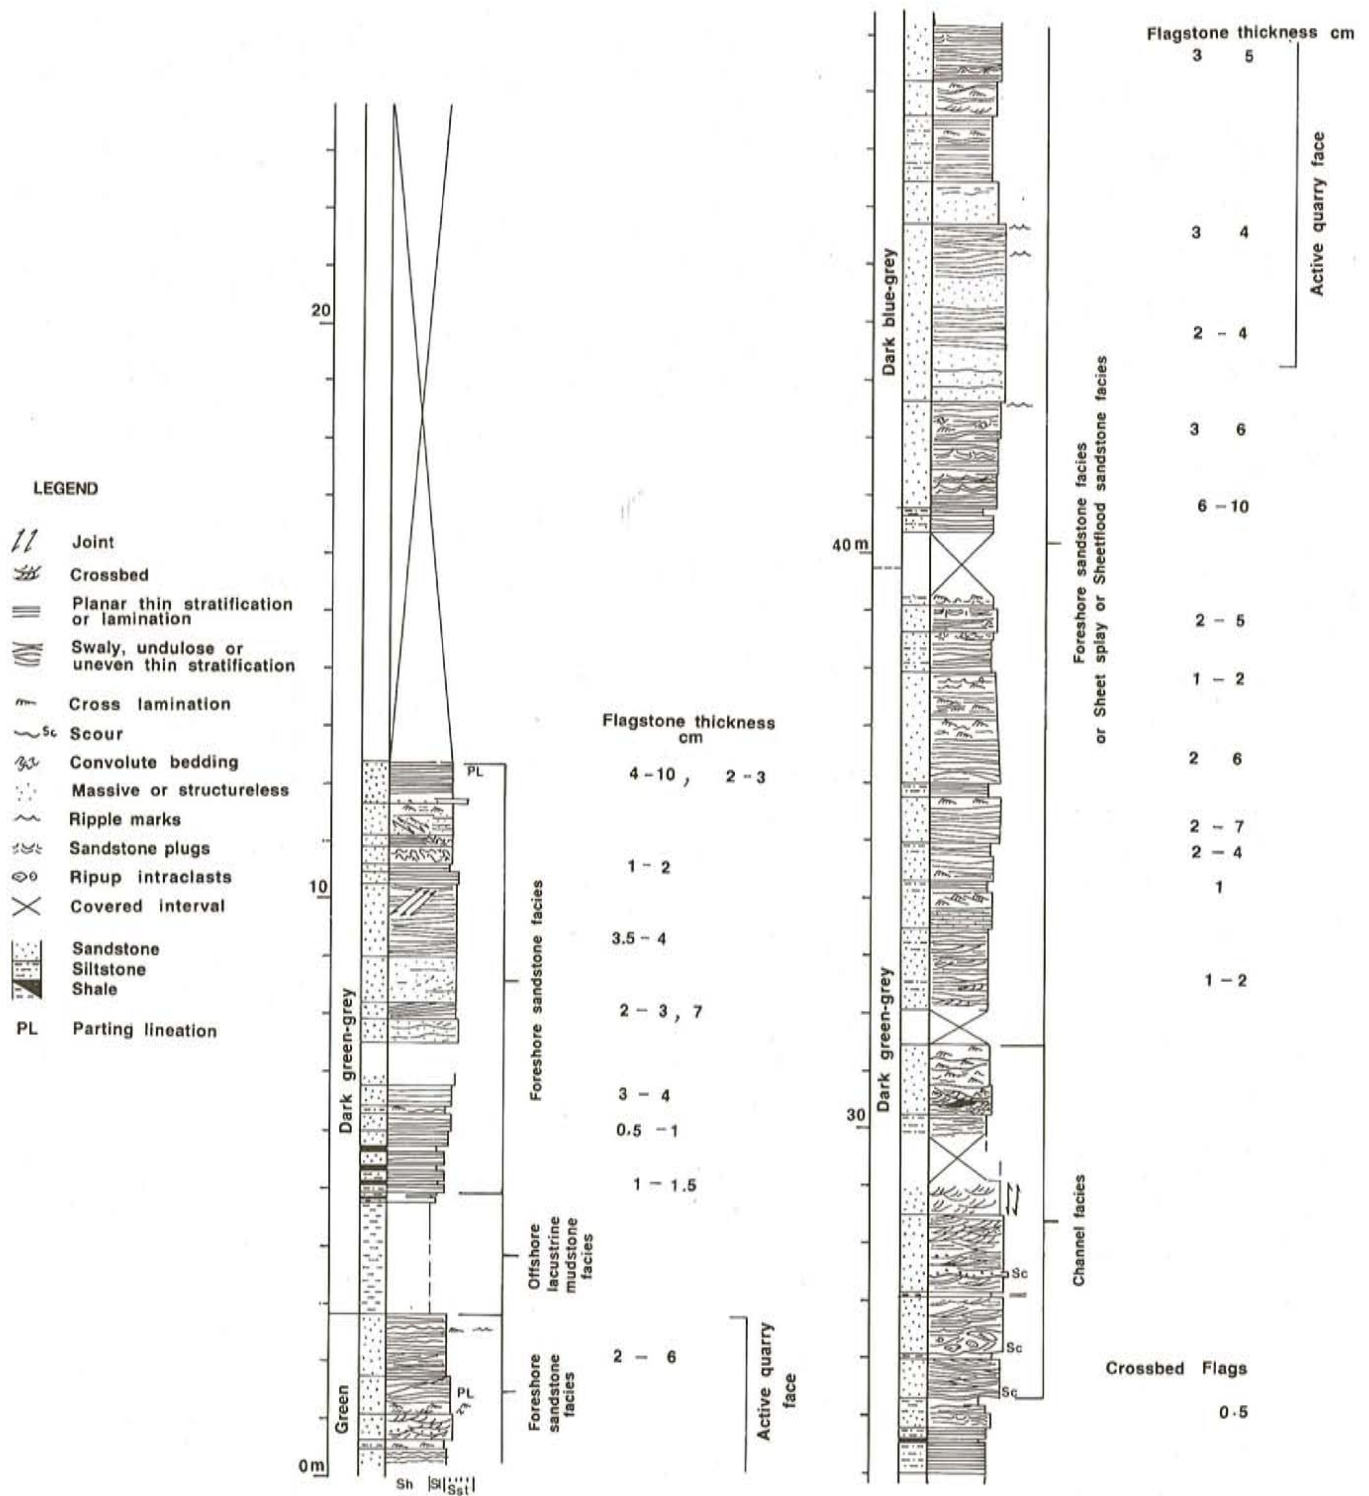 LEGEND
Joint
Crossbed
Planar thin stratification
or lamination
Swaly, undulose or
uneven thin stratification
Cross lamination
Sc Scour
Convolute bedding
Massive or structureless
Ripple marks
Sandstone plugs
Ripup intraclasts
Covered interval
Sandstone
Siltstone
Shale
PL Parting lineation
20
10
0m
Dark green-grey
Green
Sh Sl Sst
PL
PL
Foreshore sandstone facies
Offshore
lacustrine
mudstone
facies
Foreshore
sandstone
facies
Flagstone thickness
cm
4-10, 2-3
1-2
3.5-4
2-3, 7
3-4
0.5-1
1-1.5
2-6
Active quarry
face
40m
30
Dark blue-grey
Dark green-grey
Sc
Sc
Sc
Foreshore sandstone facies
or Sheet splay or Sheetflood sandstone facies
Channel facies
Flagstone thickness cm
3 5
3 4
2-4
3 6
6-10
2-5
1-2
2 6
2-7
2-4
1
1-2
Crossbed Flags
0.5
Active quarry face